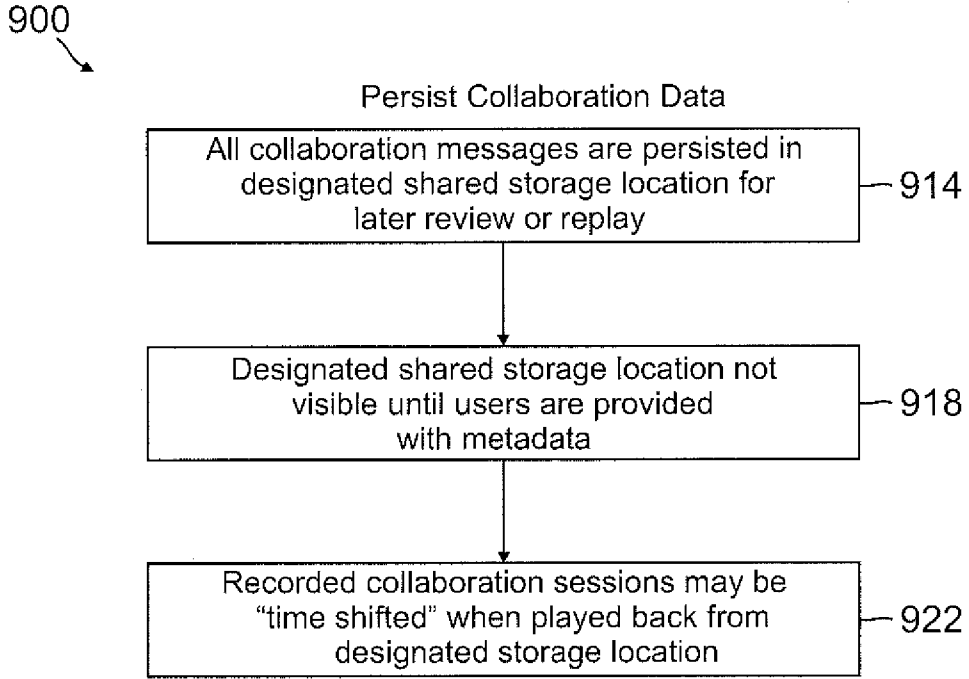 900
Persist Collaboration Data
All collaboration messages are persisted in
designated shared storage location for
later review or replay
914
Designated shared storage location not
visible until users are provided
with metadata
918
Recorded collaboration sessions may be
“time shifted” when played back from
designated storage location
922